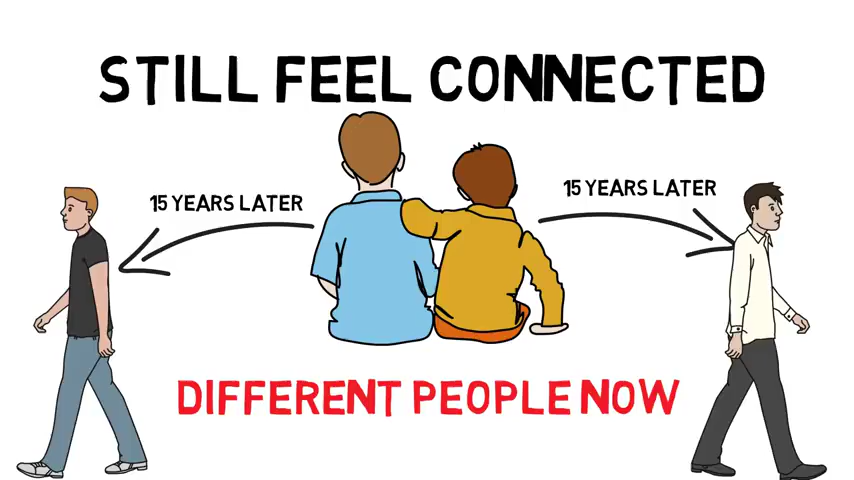 STILL FEEL CONNECTED
15 YEARS LATER
15 YEARS LATER
DIFFERENT PEOPLE NOW